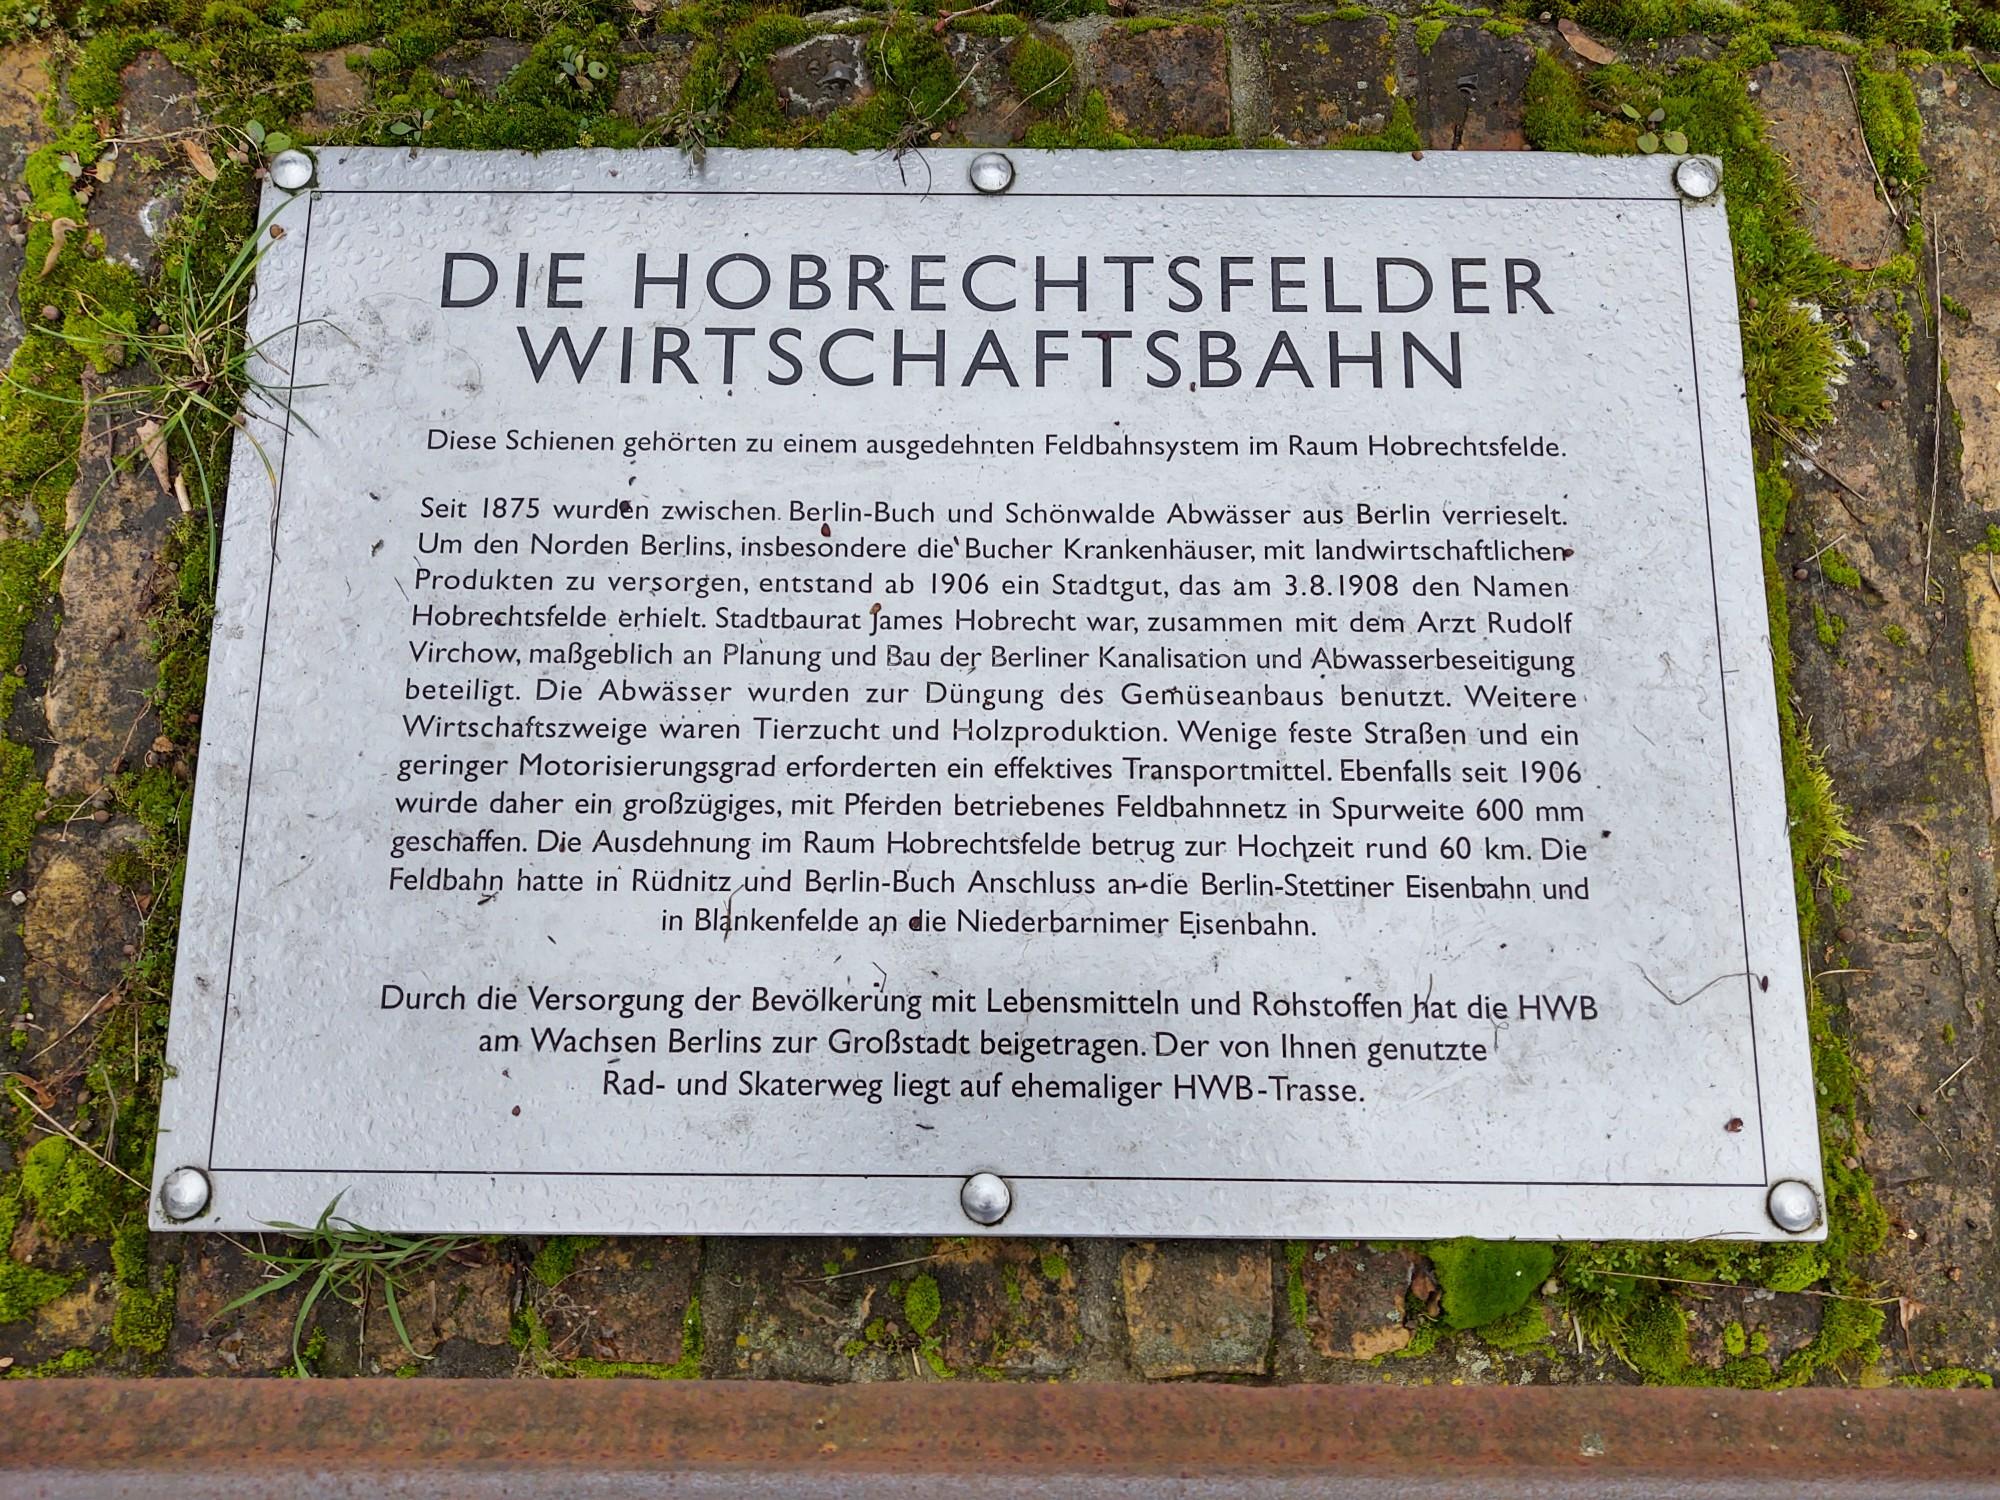 DIE HOBRECHTSFELDER
WIRTSCHAFTSBAHN
Diese Schienen gehörten zu einem ausgedehnten Feldbahnsystem im Raum Hobrechtsfelde.
Seit 1875 wurden zwischen Berlin-Buch und Schönwalde Abwässer aus Berlin verrieselt.
Um den Norden Berlins, insbesondere die Bucher Krankenhäuser, mit landwirtschaftlichen
Produkten zu versorgen, entstand ab 1906 ein Stadtgut, das am 3.8.1908 den Namen
Hobrechtsfelde erhielt. Stadtbaurat James Hobrecht war, zusammen mit dem Arzt Rudolf
Virchow, maßgeblich an Planung und Bau der Berliner Kanalisation und Abwasserbeseitigung
beteiligt. Die Abwässer wurden zur Düngung des Gemüseanbaus benutzt. Weitere
Wirtschaftszweige waren Tierzucht und Holzproduktion. Wenige feste Straßen und ein
geringer Motorisierungsgrad erforderten ein effektives Transportmittel. Ebenfalls seit 1906
wurde daher ein großzügiges, mit Pferden betriebenes Feldbahnnetz in Spurweite 600 mm
geschaffen. Die Ausdehnung im Raum Hobrechtsfelde betrug zur Hochzeit rund 60 km. Die
Feldbahn hatte in Rüdnitz und Berlin-Buch Anschluss an die Berlin-Stettiner Eisenbahn und
in Blankenfelde an die Niederbarnimer Eisenbahn.
Durch die Versorgung der Bevölkerung mit Lebensmitteln und Rohstoffen hat die HWB
am Wachsen Berlins zur Großstadt beigetragen. Der von Ihnen genutzte
Rad- und Skaterweg liegt auf ehemaliger HWB-Trasse.